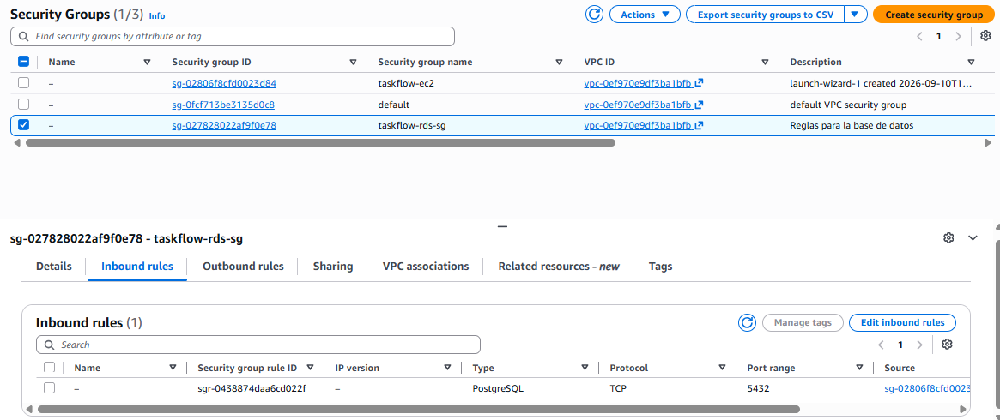 Security Groups (1/3) Info Actions Export security groups to CSV Create security group
Find security groups by attribute or tag 1
Name Security group ID Security group name VPC ID Description
– sg-02806f8cfd0023d84 taskflow-ec2 vpc-0ef970e9df3ba1bfb launch-wizard-1 created 2026-09-10T1...
– sg-0fcf713be3135d0c8 default vpc-0ef970e9df3ba1bfb default VPC security group
– sg-027828022af9f0e78 taskflow-rds-sg vpc-0ef970e9df3ba1bfb Reglas para la base de datos
sg-027828022af9f0e78 - taskflow-rds-sg
Details Inbound rules Outbound rules Sharing VPC associations Related resources - new Tags
Inbound rules (1) Manage tags Edit inbound rules
Search 1
Name Security group rule ID IP version Type Protocol Port range Source
– sgr-0438874daa6cd022f – PostgreSQL TCP 5432 sg-02806f8cfd0023